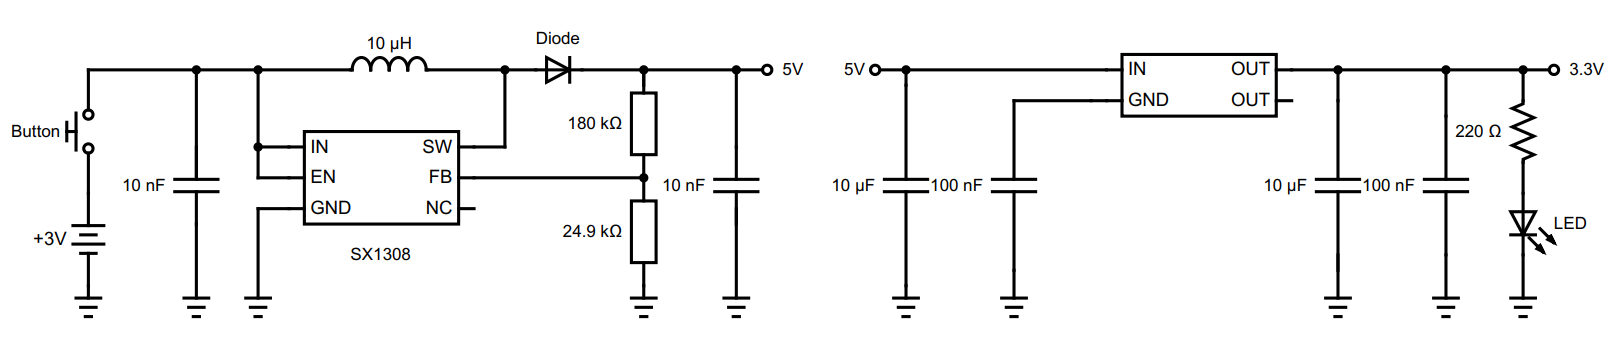 10 µH
Diode
5V
Button
180 kΩ
IN
SW
EN
FB
10 nF
10 nF
GND
NC
24.9 kΩ
+3V
SX1308
5V
IN
OUT
3.3V
GND
OUT
220 Ω
10 µF
100 nF
10 µF
100 nF
LED